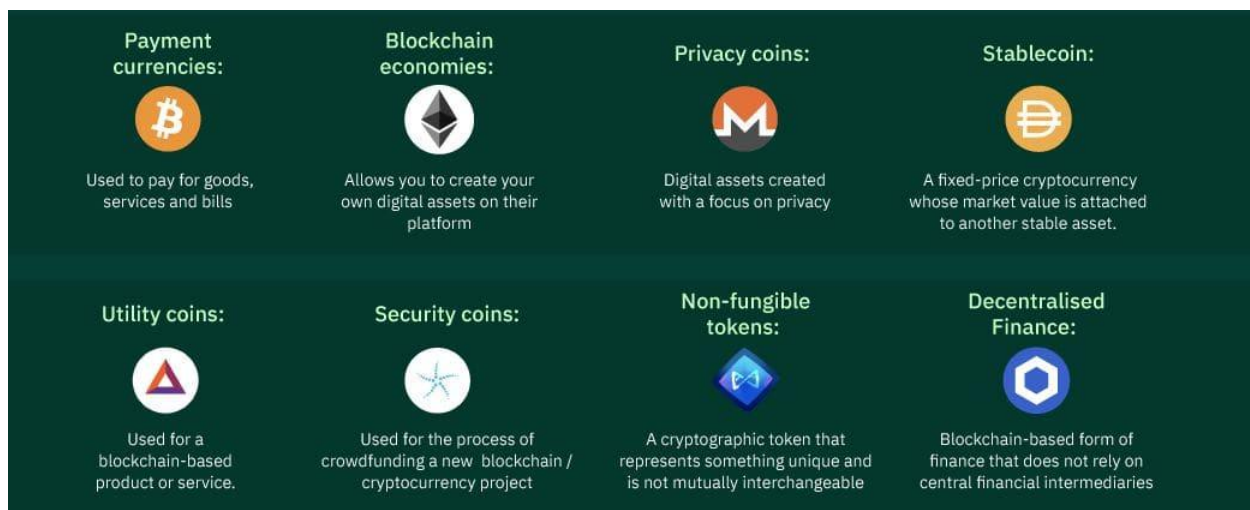 Payment
currencies:
Used to pay for goods,
services and bills
Blockchain
economies:
Allows you to create your
own digital assets on their
platform
Privacy coins:
Digital assets created
with a focus on privacy
Stablecoin:
A fixed-price cryptocurrency
whose market value is attached
to another stable asset.
Utility coins:
Used for a
blockchain-based
product or service.
Security coins:
Used for the process of
crowdfunding a new blockchain /
cryptocurrency project
Non-fungible
tokens:
A cryptographic token that
represents something unique and
is not mutually interchangeable
Decentralised
Finance:
Blockchain-based form of
finance that does not rely on
central financial intermediaries